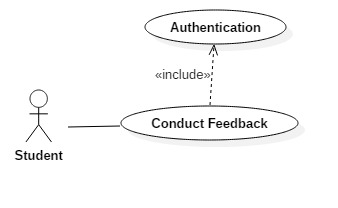 Authentication
«include»
Conduct Feedback
Student